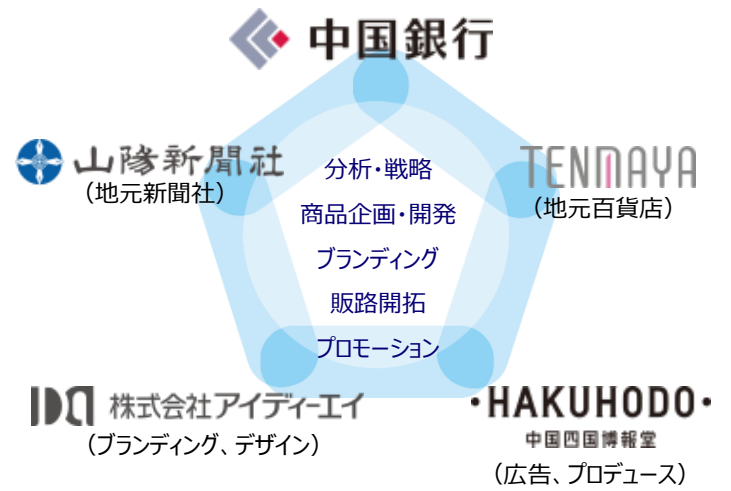 中国銀行
山陽新聞社
(地元新聞社)
TENMAYA
(地元百貨店)
分析・戦略
商品企画・開発
ブランディング
販路開拓
プロモーション
株式会社アイディーエイ
(ブランディング、デザイン)
・HAKUHODO・
中国四国博報堂
(広告、プロデュース)